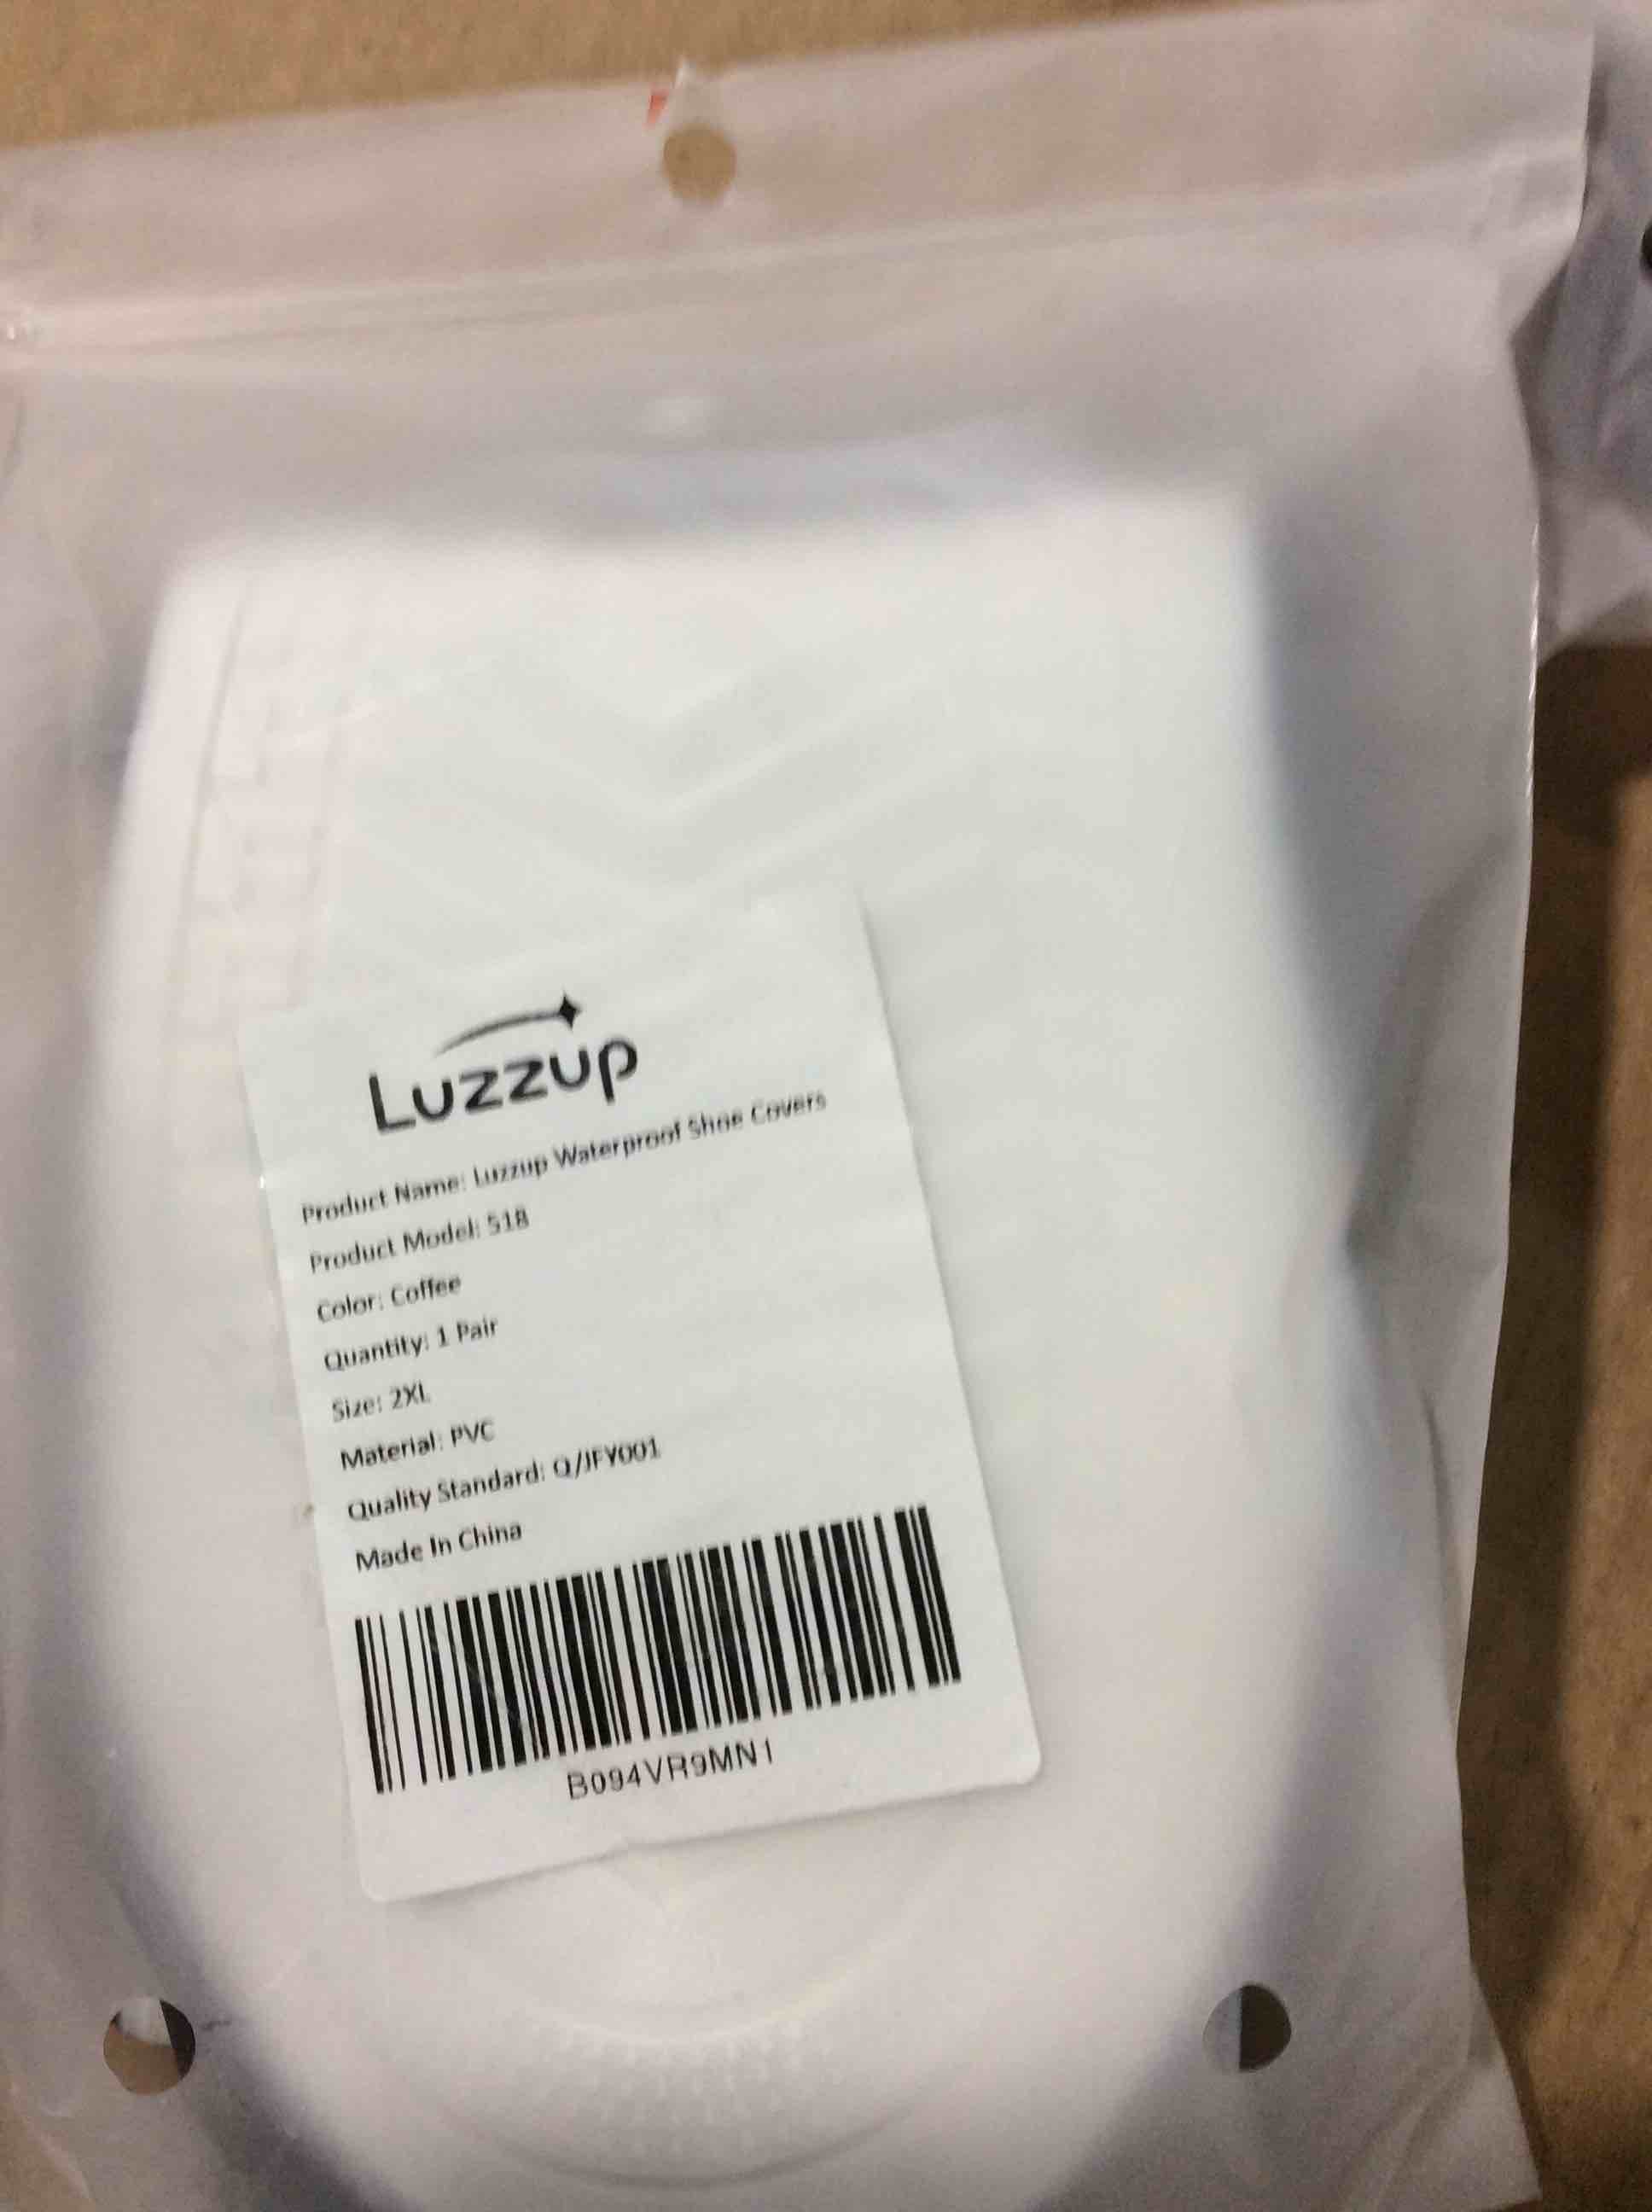 Luzzup
Product Name: Luzzup Waterproof Shoe Covers
Product Model: 518
Color: Coffee
Quantity: 1 Pair
Size: 2XL
Material: PVC
Quality Standard: Q/JFY001
Made In China
B094VR9MN1